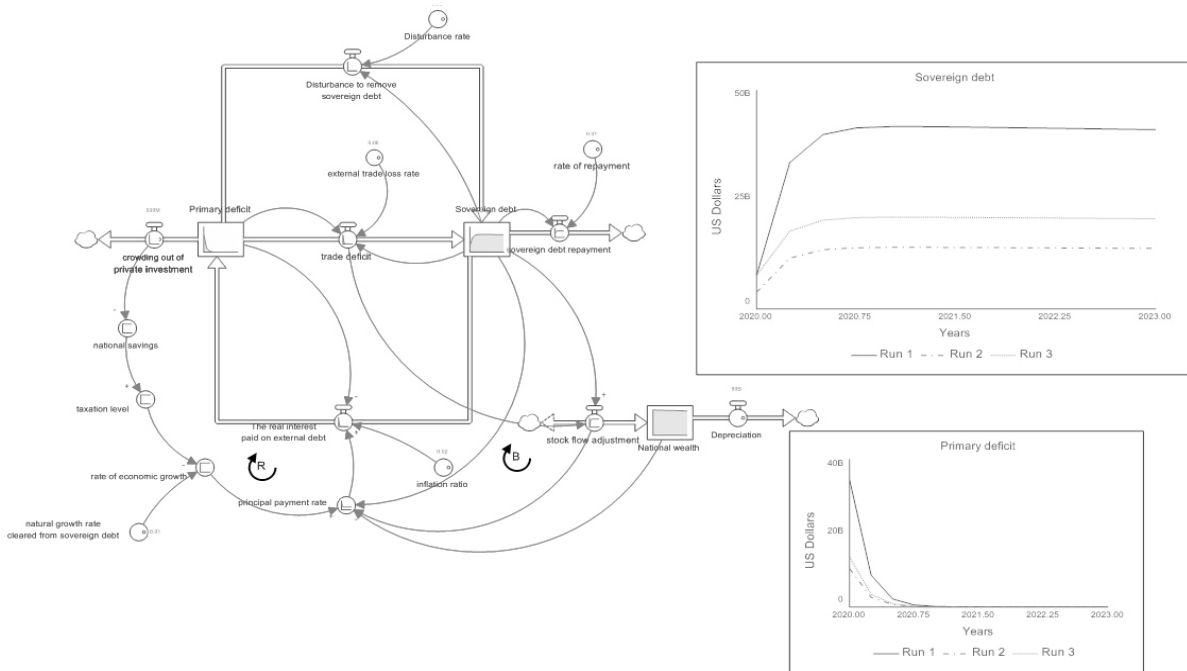 Disturbance rate
Disturbance to remove
sovereign debt
0.01
rate of repayment
external trade loss rate
Primary deficit
Sovereign debt
crowding out of
private investment
trade deficit
sovereign debt repayment
national savings
taxation level
rate of economic growth
natural growth rate
cleared from sovereign debt
The real interest
paid on external debt
R
B
0.02
inflation ratio
principal payment rate
stock flow adjustment
National wealth
Depreciation
Sovereign debt
50B
25B
0
US Dollars
2020.00 2020.75 2021.50 2022.25 2023.00
Years
Run 1 Run 2 Run 3
Primary deficit
40B
20B
0
US Dollars
2020.00 2020.75 2021.50 2022.25 2023.00
Years
Run 1 Run 2 Run 3